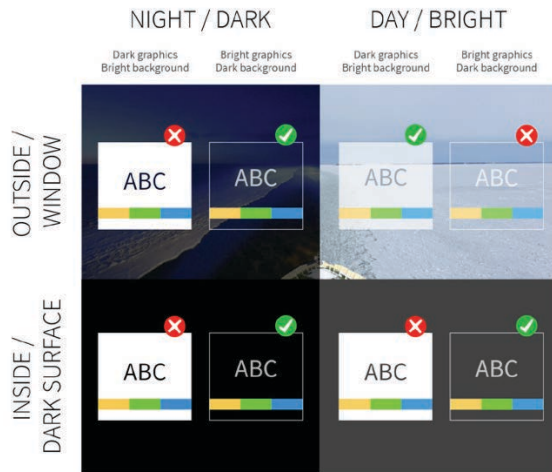 NIGHT / DARK
DAY / BRIGHT
Dark graphics
Bright background
Bright graphics
Dark background
Dark graphics
Bright background
Bright graphics
Dark background
OUTSIDE /
WINDOW
ABC
ABC
ABC
ABC
INSIDE /
DARK SURFACE
ABC
ABC
ABC
ABC